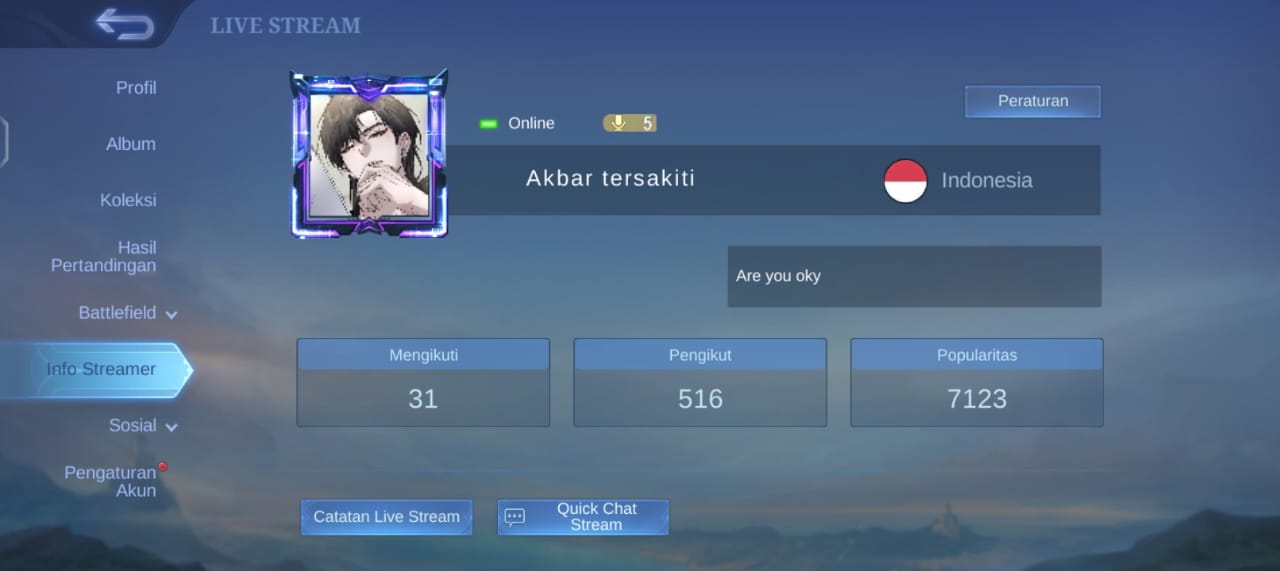 LIVE STREAM
Profil
Album
Koleksi
Hasil
Pertandingan
Battlefield
Info Streamer
Sosial
Pengaturan
Akun
Online
5
Peraturan
Akbar tersakiti
Indonesia
Are you oky
Mengikuti
31
Pengikut
516
Popularitas
7123
Catatan Live Stream
Quick Chat
Stream